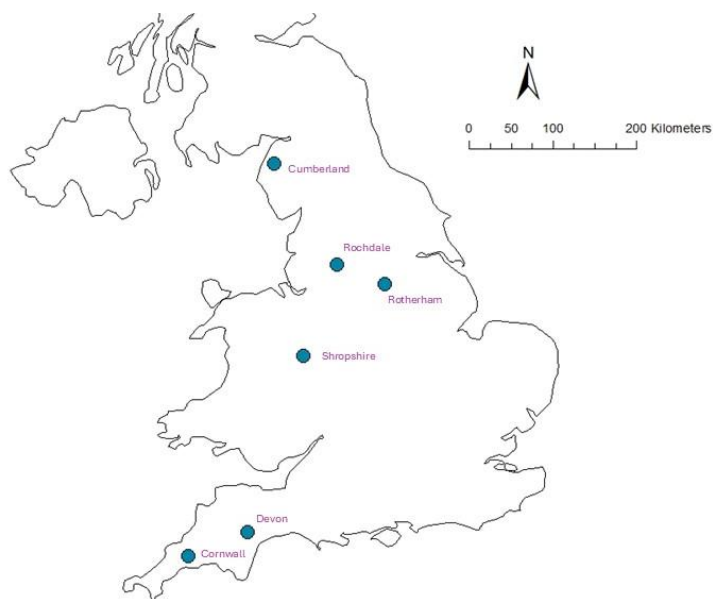 N
0 50 100 200 Kilometers
Cumberland
Rochdale
Rotherham
Shropshire
Devon
Cornwall